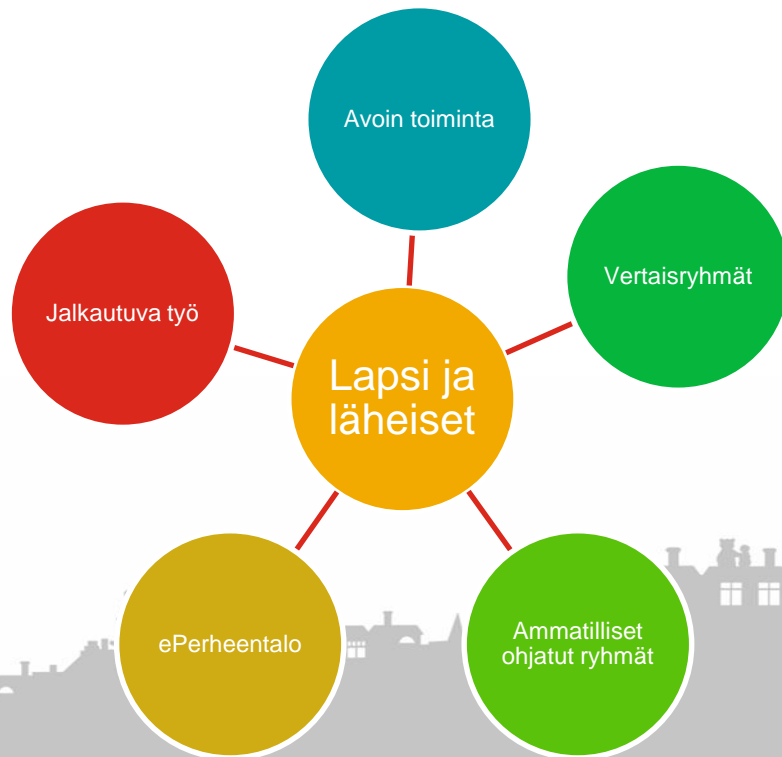 Avoin toiminta
Vertaisryhmät
Jalkautuva työ
Lapsi ja
läheiset
ePerheentalo
Ammatilliset
ohjatut ryhmät